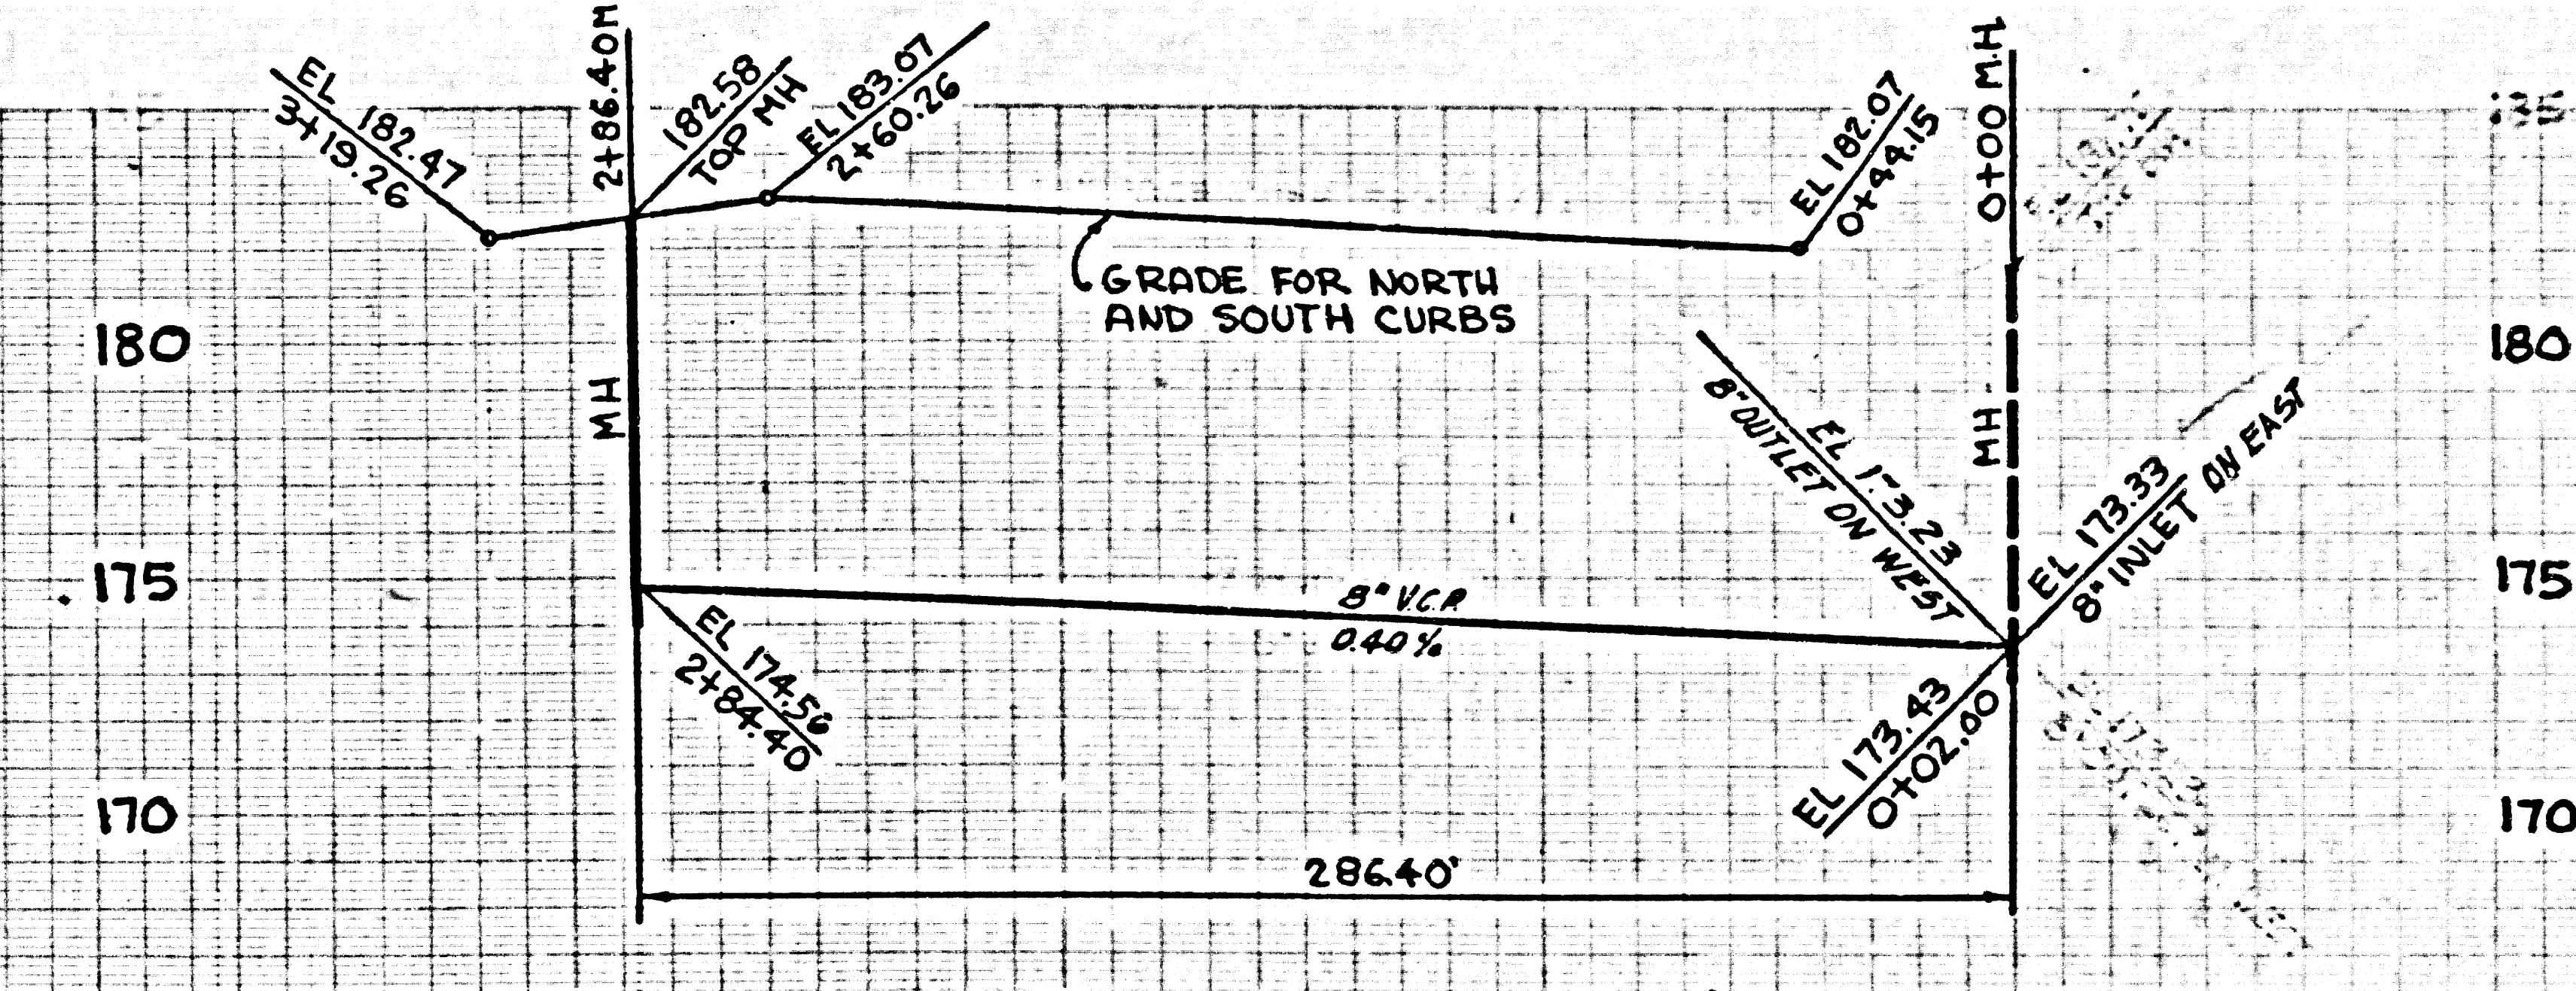 EL 182.47
3+19.26
2+86.40 M
182.58
TOP MH
EL 183.07
2+60.26
EL 182.07
0+44.15
0+00 M.H.
GRADE FOR NORTH
AND SOUTH CURBS
180
180
MH
MH
8" OUTLET ON WEST
EL 173.33
8" INLET ON EAST
175
175
8" V.C.P.
0.40 %
EL 174.56
2+84.40
EL 173.43
0+02.00
170
170
286.40'